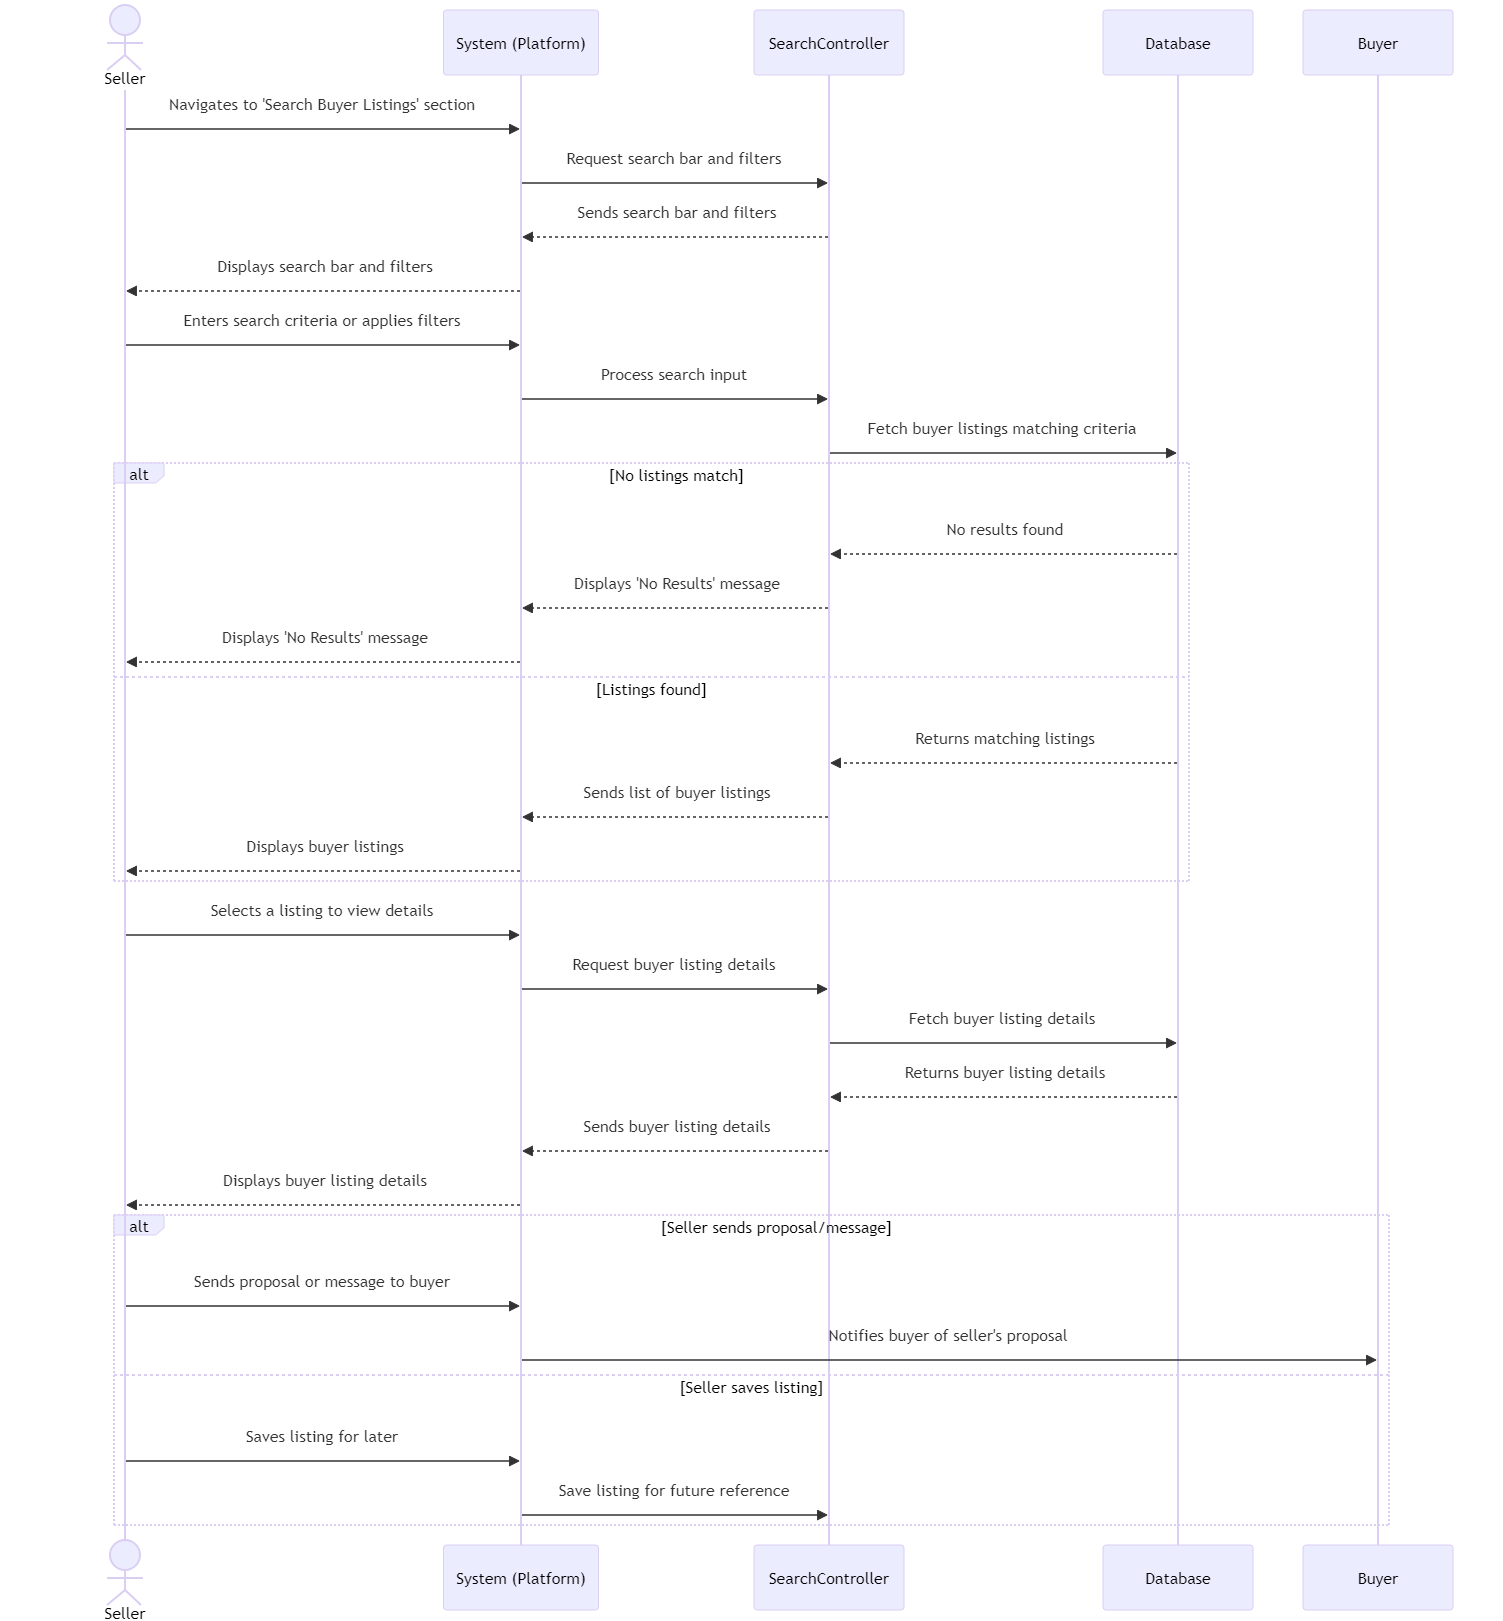 System (Platform)
SearchController
Database
Buyer
Seller
Navigates to 'Search Buyer Listings' section
Request search bar and filters
Sends search bar and filters
Displays search bar and filters
Enters search criteria or applies filters
Process search input
Fetch buyer listings matching criteria
alt
[No listings match]
No results found
Displays 'No Results' message
Displays 'No Results' message
[Listings found]
Returns matching listings
Sends list of buyer listings
Displays buyer listings
Selects a listing to view details
Request buyer listing details
Fetch buyer listing details
Returns buyer listing details
Sends buyer listing details
Displays buyer listing details
alt
[Seller sends proposal/message]
Sends proposal or message to buyer
Notifies buyer of seller's proposal
[Seller saves listing]
Saves listing for later
Save listing for future reference
System (Platform)
SearchController
Database
Buyer
Seller